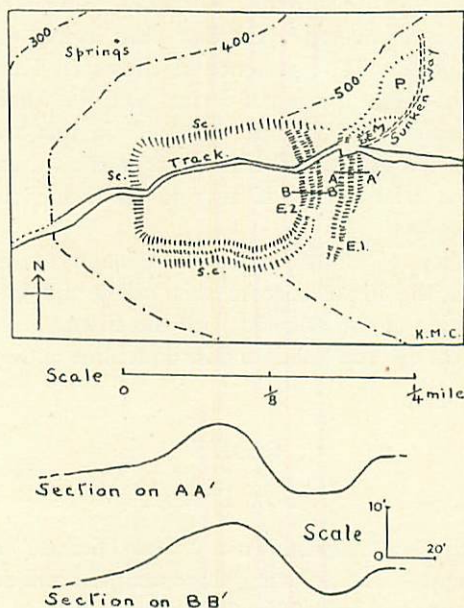 300
400
Springs
500
P.
Sunken Way
E.M.
Sc.
Track
Sc.
A A'
B B'
E.2.
E.1.
S.c.
N
K.M.C.
Scale
0 1/8 1/4 mile
Section on AA'
10'
Scale
0 20'
Section on BB'